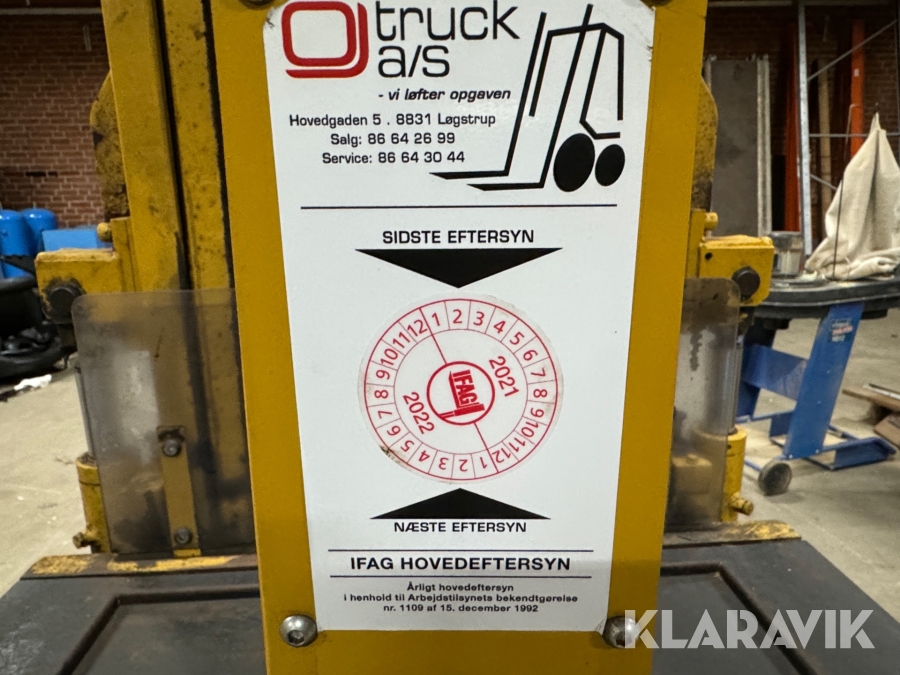 truck
a/s
- vi løfter opgaven
Hovedgaden 5 . 8831 Løgstrup
Salg: 86 64 26 99
Service: 86 64 30 44
SIDSTE EFTERSYN
1 2 3 4 5 6 7 8 9 10 11 12
2021
IFAG
2022
1 2 3 4 5 6 7 8 9 10 11 12
NÆSTE EFTERSYN
IFAG HOVEDEFTERSYN
Årligt hovedeftersyn
i henhold til Arbejdstilsynets bekendtgørelse
nr. 1109 af 15. december 1992
KLARAVIK